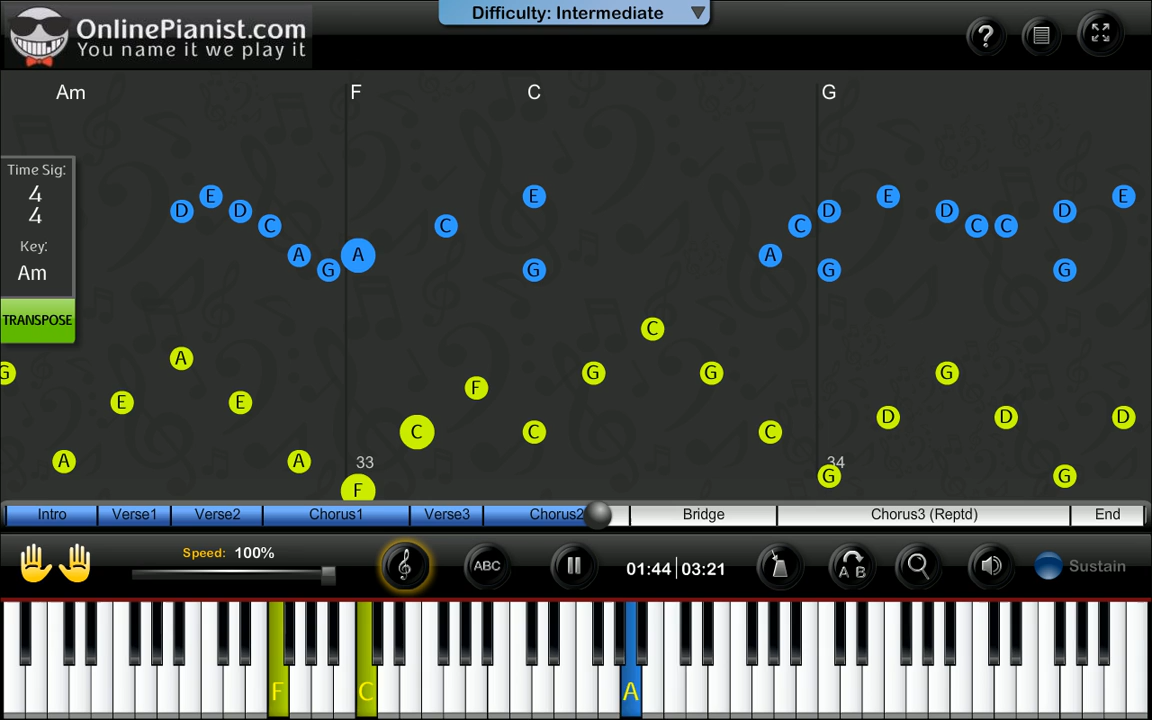 Difficulty: Intermediate
OnlinePianist.com
You name it we play it
?
Am F C G
Time Sig:
4
4
Key:
Am
TRANSPOSE
E E E E
D D D D D
C C C C C
A A A
G G G G
C
G G G G
A F
E E C C C D D D
A A 33 34
F G G
Intro Verse1 Verse2 Chorus1 Verse3 Chorus2 Bridge Chorus3 (Reptd) End
Speed: 100%
ABC
01:44 03:21
A B
Sustain
F C A